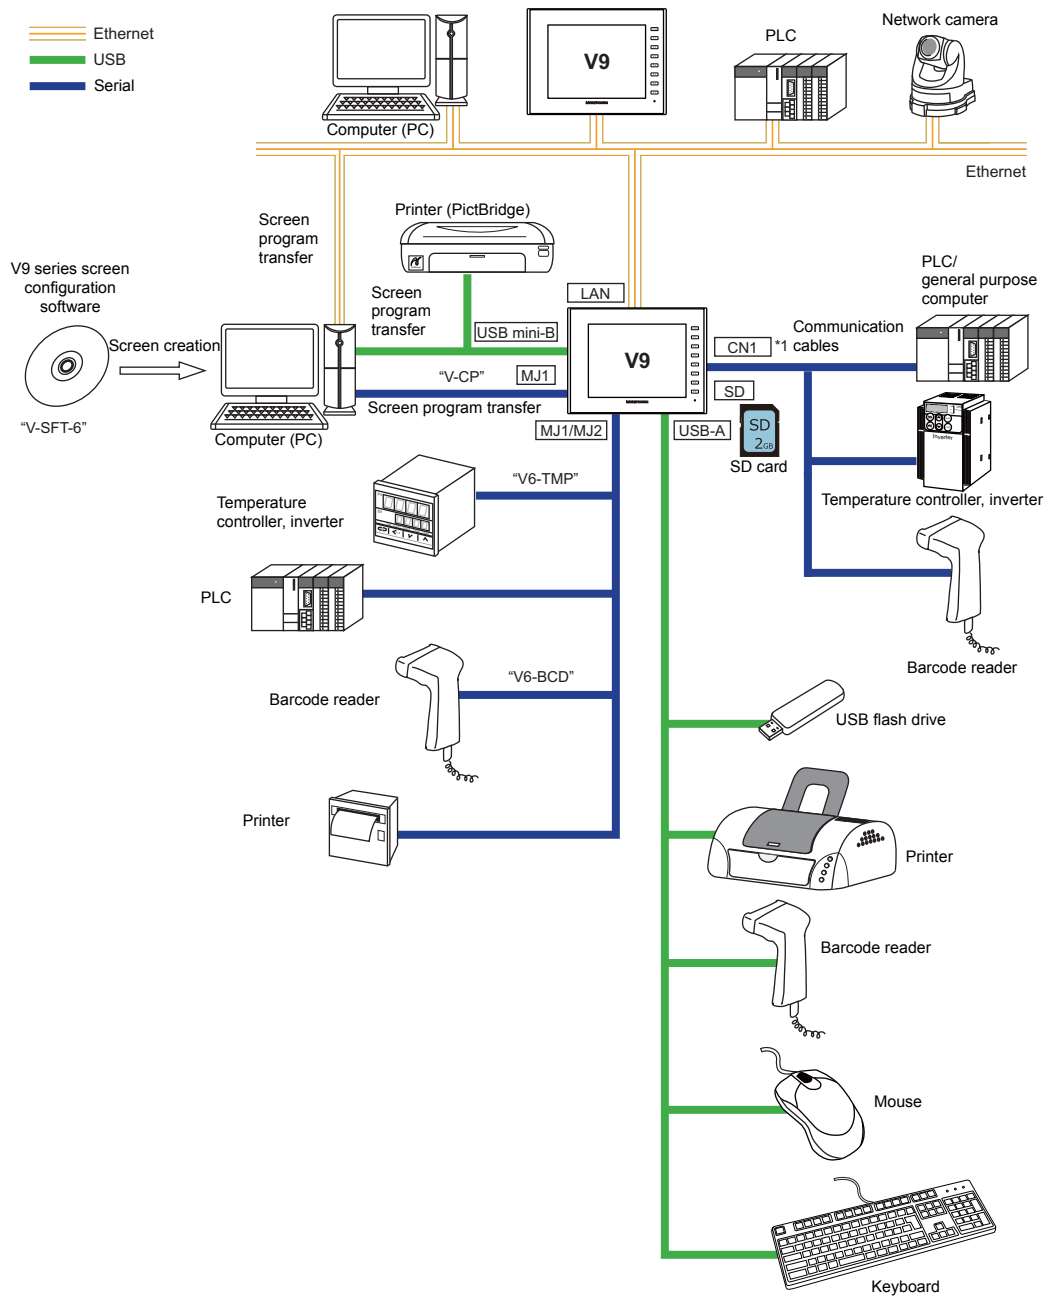 Ethernet
USB
Serial
V9
PLC
Network camera
Computer (PC)
Ethernet
Screen
program
transfer
Printer (PictBridge)
V9 series screen
configuration
software
Screen
program
transfer
LAN
PLC/
general purpose
computer
USB mini-B
Communication
cables
CN1
*1
Screen creation
V9
"V-CP"
MJ1
SD
Screen program transfer
"V-SFT-6"
Computer (PC)
MJ1/MJ2
USB-A
SD
2GB
SD card
Inverter
"V6-TMP"
Temperature
controller, inverter
Temperature controller, inverter
PLC
Barcode reader
"V6-BCD"
Barcode reader
USB flash drive
Printer
Printer
Barcode reader
Mouse
Keyboard